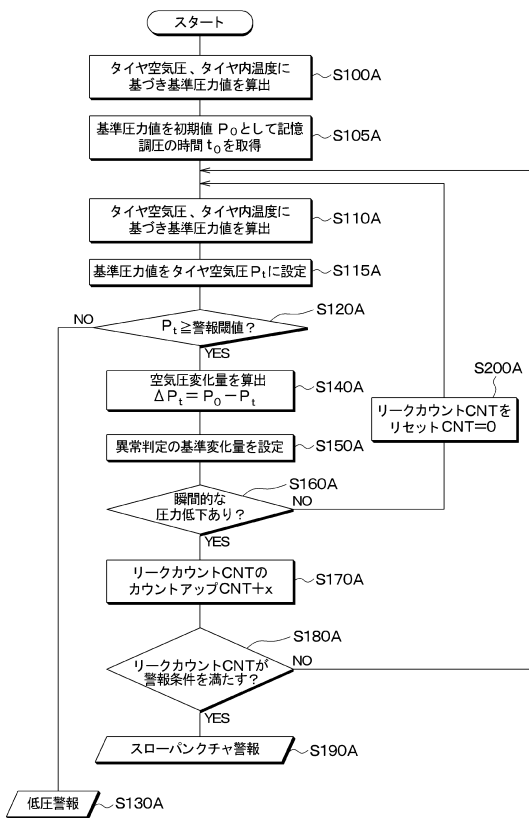 スタート
タイヤ空気圧、タイヤ内温度に
基づき基準圧力値を算出
S100A
基準圧力値を初期値 P₀として記憶
調圧の時間 t₀を取得
S105A
タイヤ空気圧、タイヤ内温度に
基づき基準圧力値を算出
S110A
基準圧力値をタイヤ空気圧 Pₜに設定
S115A
S120A
Pₜ≧警報閾値？
NO
YES
空気圧変化量を算出
ΔPₜ＝P₀－Pₜ
S140A
S200A
リークカウントCNTを
リセットCNT=0
異常判定の基準変化量を設定
S150A
S160A
瞬間的な
圧力低下あり？
NO
YES
リークカウントCNTの
カウントアップCNT+x
S170A
S180A
リークカウントCNTが
警報条件を満たす？
NO
YES
スローパンクチャ警報
S190A
低圧警報
S130A